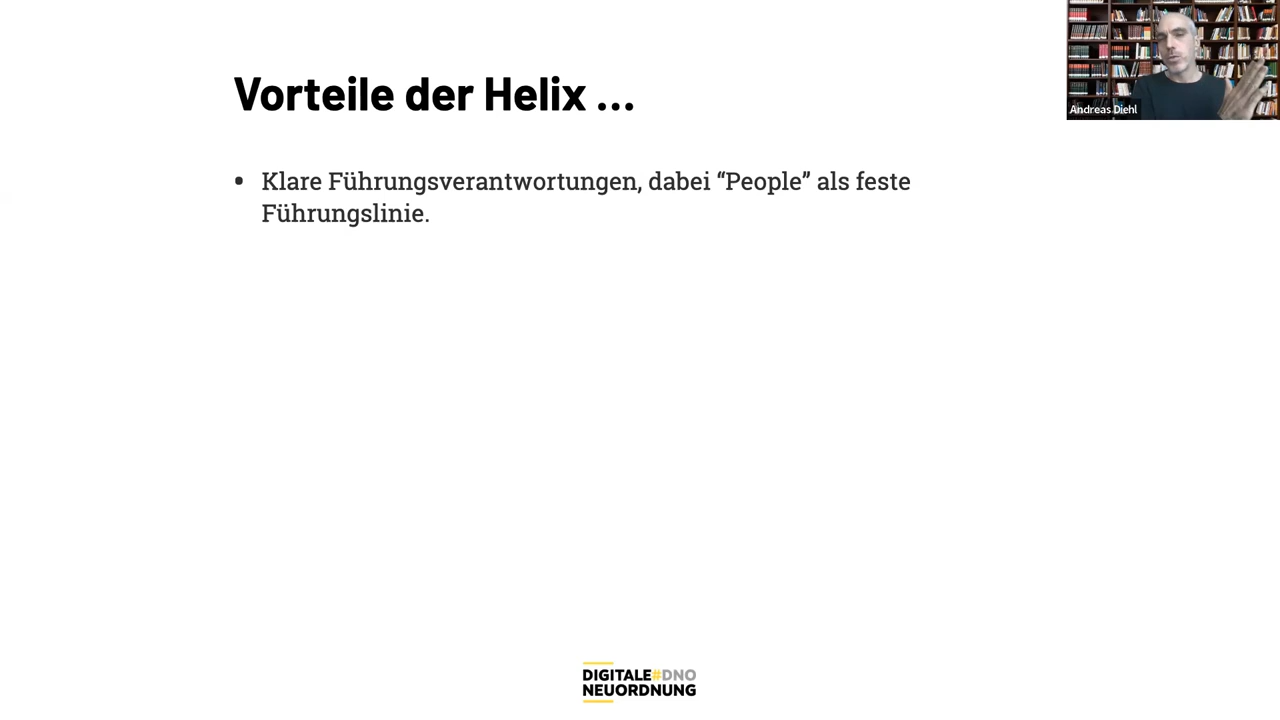 Vorteile der Helix ...
Andreas Diehl
• Klare Führungsverantwortungen, dabei “People” als feste
Führungslinie.
DIGITALE#DNO
NEUORDNUNG